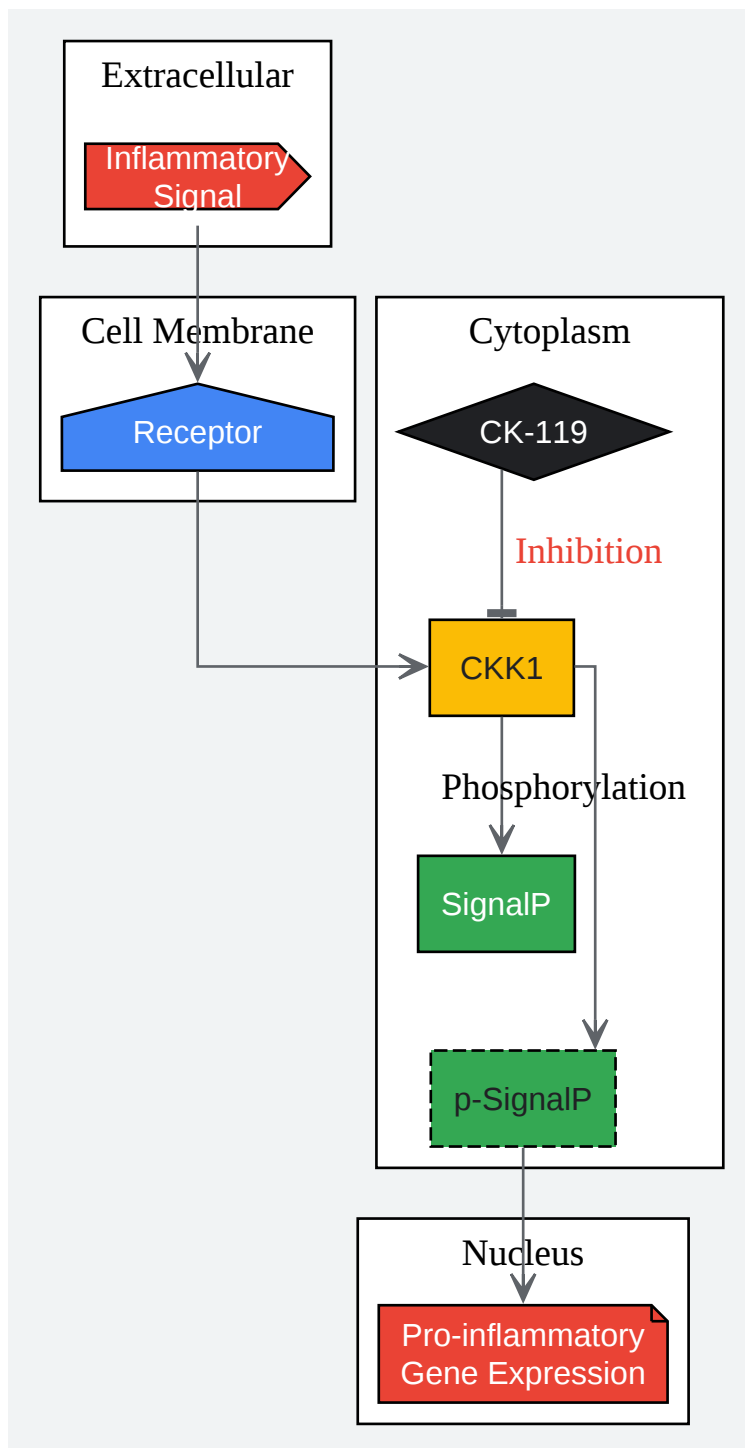 Extracellular
Inflammatory
Signal
Cell Membrane
Receptor
Cytoplasm
CK-119
Inhibition
CKK1
Phosphorylation
SignalP
p-SignalP
Nucleus
Pro-inflammatory
Gene Expression